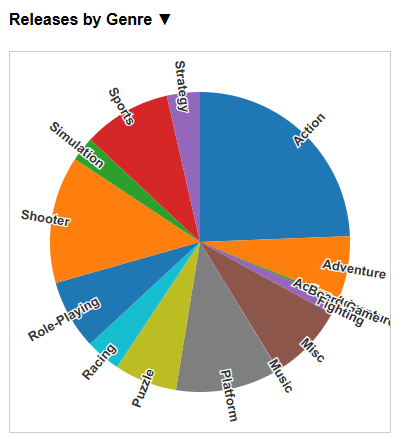 Releases by Genre ▼
Action
Adventure
Fighting
Misc
Music
Platform
Puzzle
Racing
Role-Playing
Shooter
Simulation
Sports
Strategy